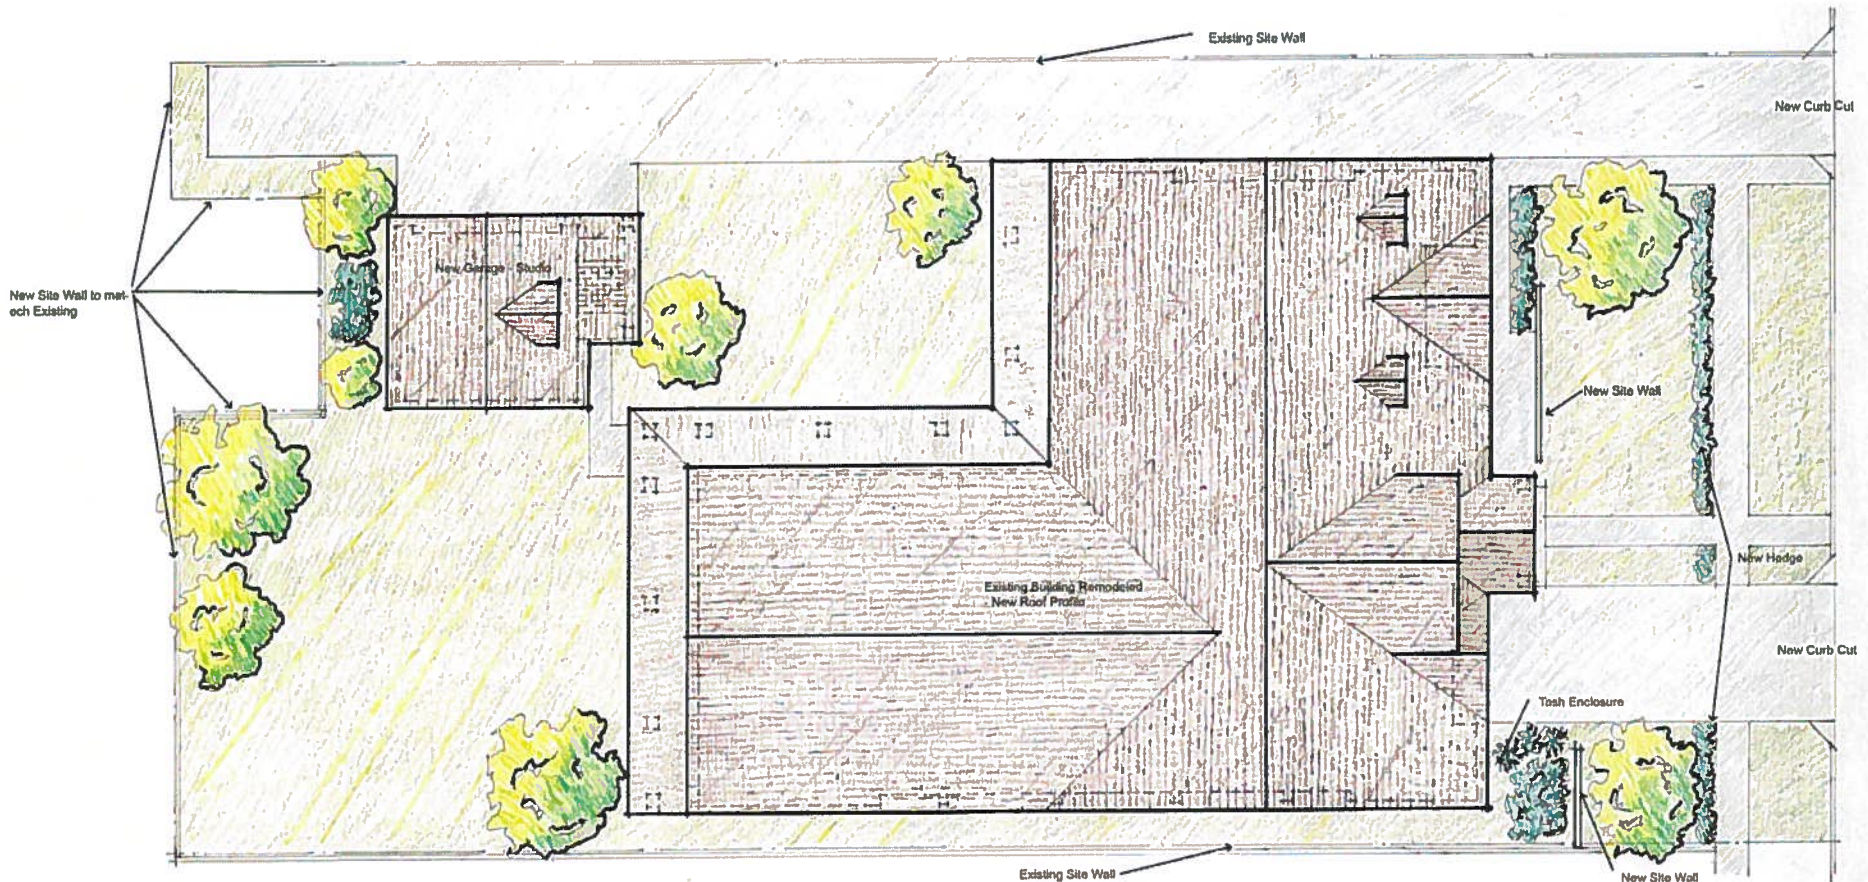 Existing Site Wall
New Curb Cut
New Garage - Studio
New Site Wall to mat-
ech Existing
New Site Wall
New Hedge
Existing Building Remodeled
New Roof Profile
New Curb Cut
Tash Enclosure
Existing Site Wall
New Site Wall